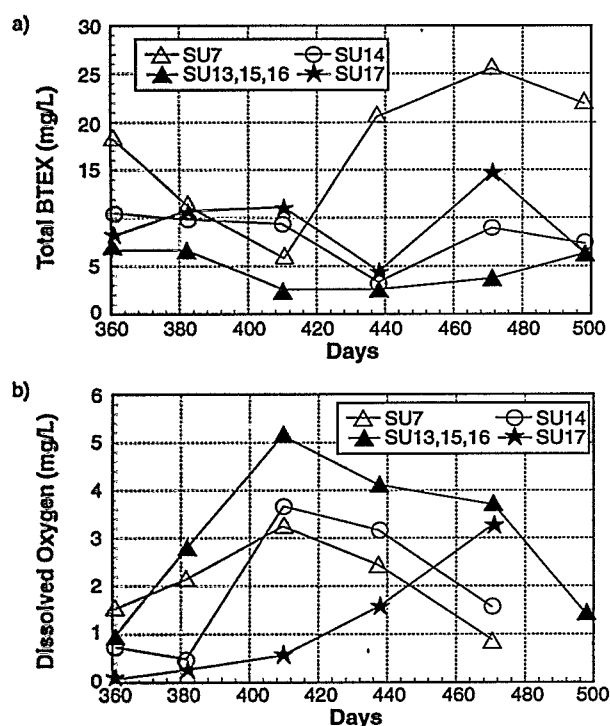 a)
30
25
20
15
10
5
0
Total BTEX (mg/L)
SU7 SU14
SU13,15,16 SU17
360 380 400 420 440 460 480 500
Days
b)
6
5
4
3
2
1
0
Dissolved Oxygen (mg/L)
SU7 SU14
SU13,15,16 SU17
360 380 400 420 440 460 480 500
Days